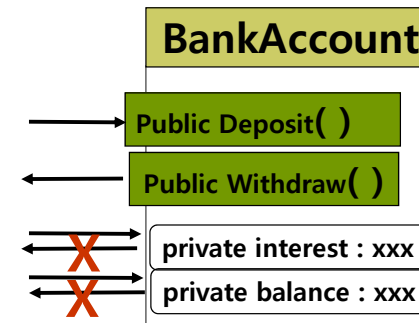 BankAccount
Public Deposit( )
Public Withdraw( )
private interest : xxx
X
private balance : xxx
X